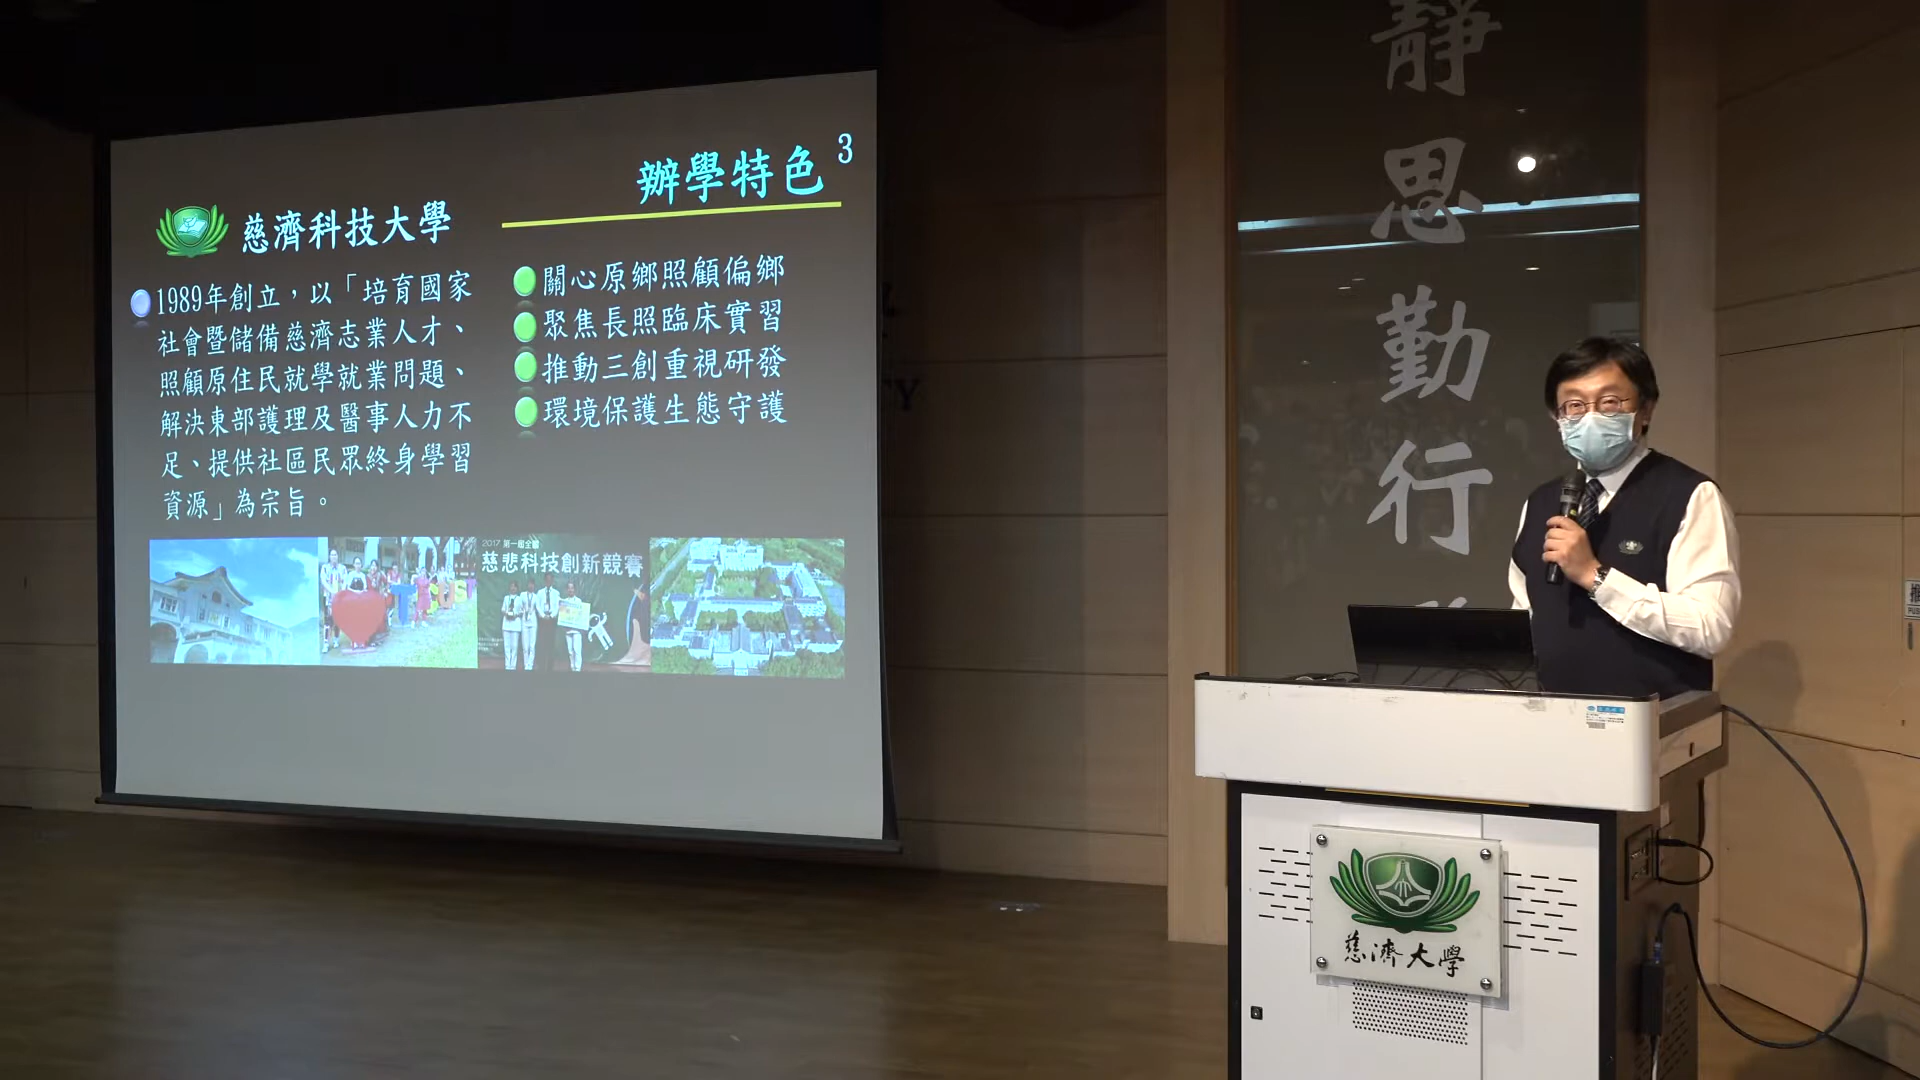 辦學特色
3
慈濟科技大學
1989年創立，以「培育國家
社會暨儲備慈濟志業人才、
照顧原住民就學就業問題、
解決東部護理及醫事人力不
足、提供社區民眾終身學習
資源」為宗旨。
關心原鄉照顧偏鄉
聚焦長照臨床實習
推動三創重視研發
環境保護生態守護
2017 第一屆全國
慈悲科技創新競賽
靜思勤行
慈濟大學